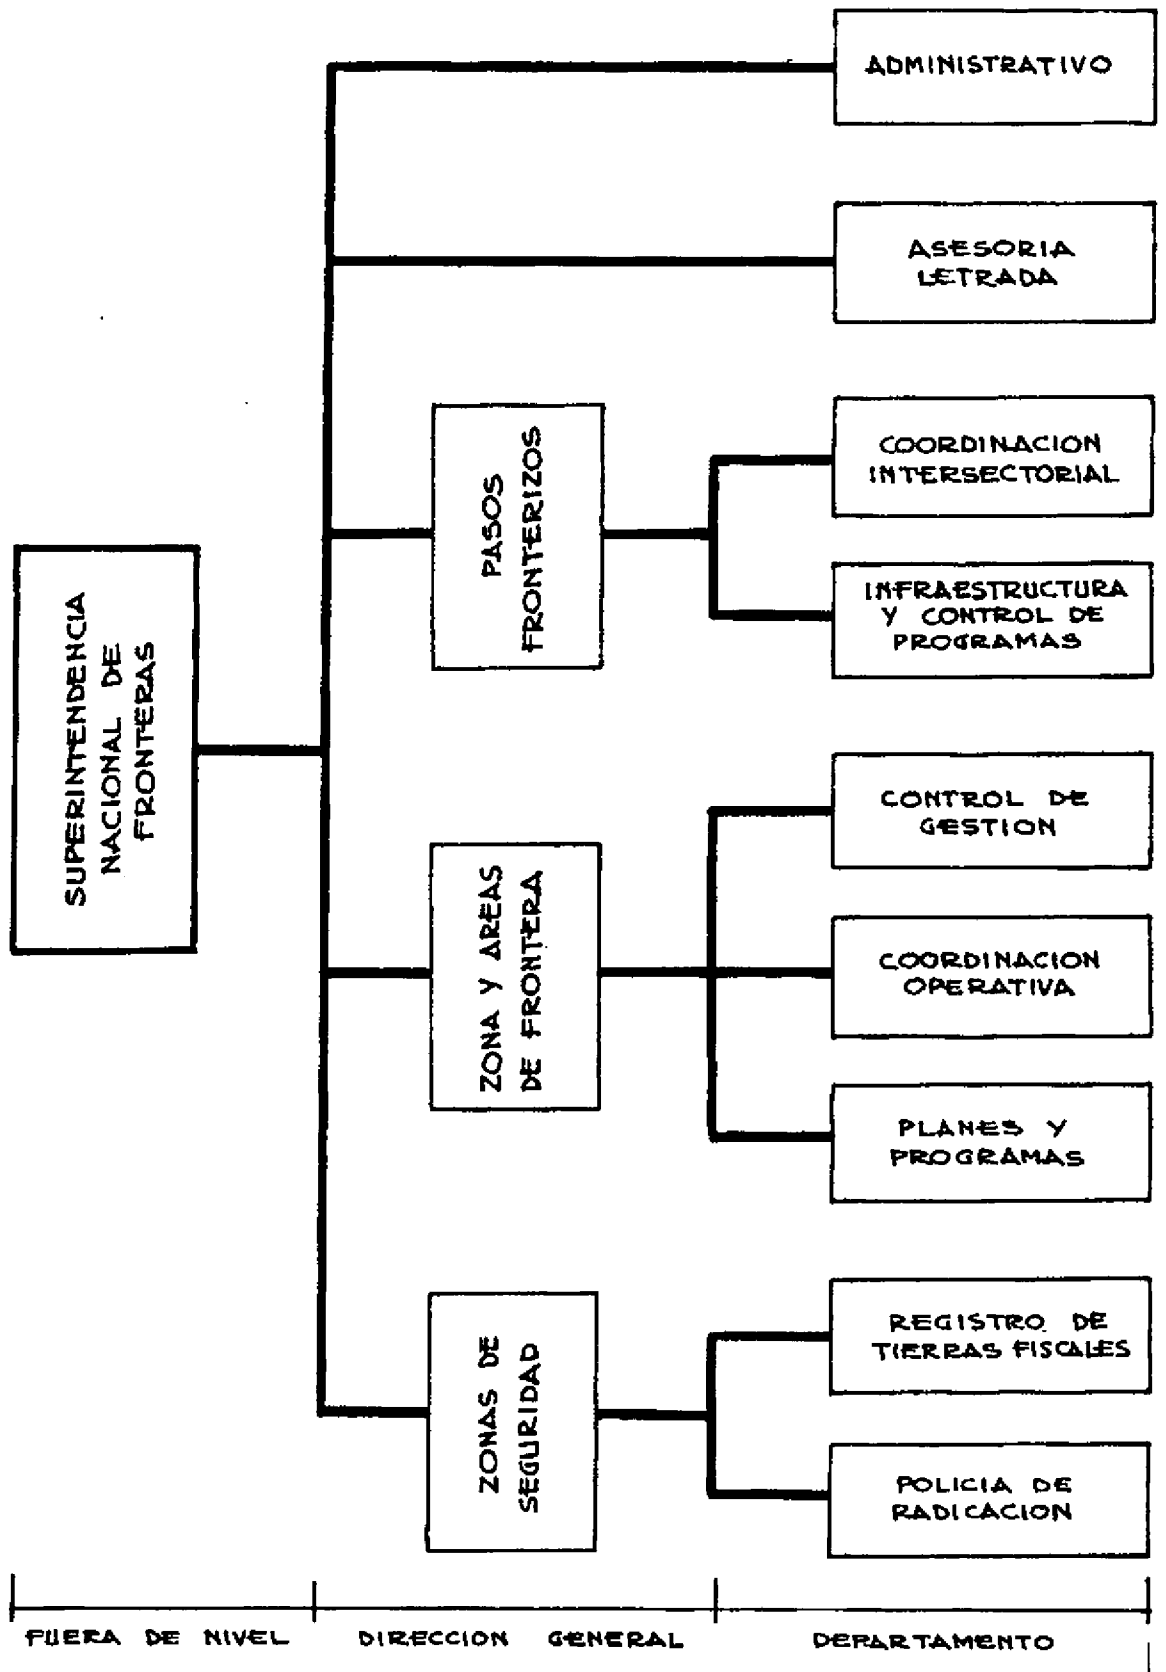 ADMINISTRATIVO
ASESORIA
LETRADA
COORDINACION
INTERSECTORIAL
PASOS
FRONTERIZOS
INFRAESTRUCTURA
Y CONTROL DE
PROGRAMAS
SUPERINTENDENCIA
NACIONAL DE
FRONTERAS
CONTROL DE
GESTION
ZONA Y AREAS
DE FRONTERA
COORDINACION
OPERATIVA
PLANES Y
PROGRAMAS
REGISTRO DE
TIERRAS FISCALES
ZONAS DE
SEGURIDAD
POLICIA DE
RADICACION
FUERA DE NIVEL
DIRECCION GENERAL
DEPARTAMENTO